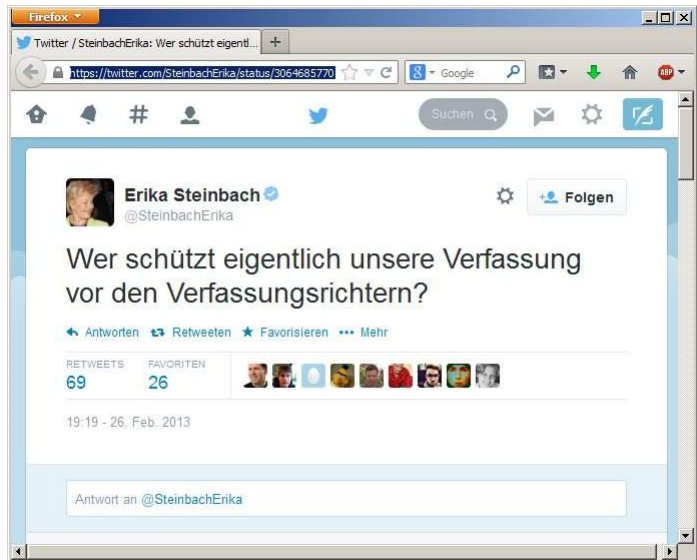 Firefox
Twitter / SteinbachErika: Wer schützt eigentl...
https://twitter.com/SteinbachErika/status/3064685770
Google
ABP
Suchen
Erika Steinbach
@SteinbachErika
Folgen
Wer schützt eigentlich unsere Verfassung
vor den Verfassungsrichtern?
Antworten Retweeten Favorisieren Mehr
RETWEETS FAVORITEN
69 26
19:19 - 26. Feb. 2013
Antwort an @SteinbachErika